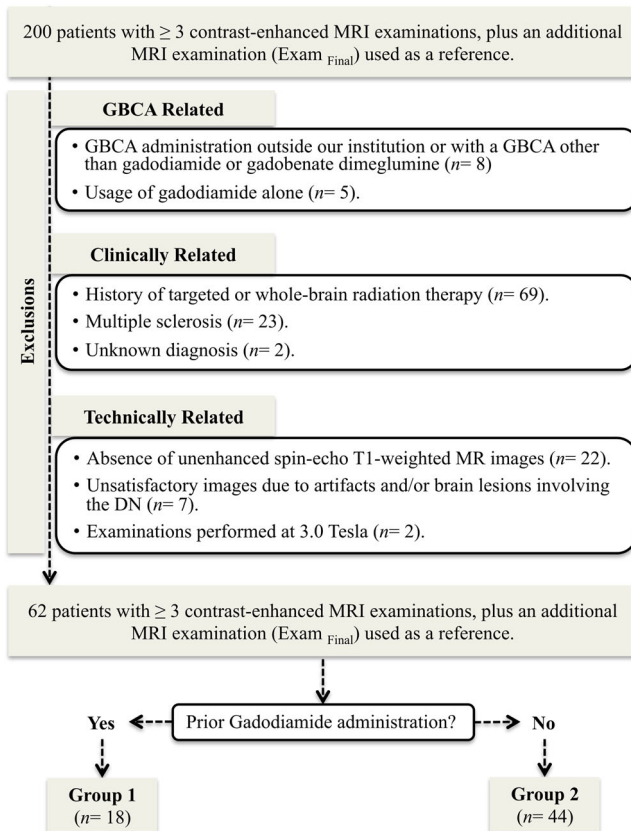 200 patients with ≥ 3 contrast-enhanced MRI examinations, plus an additional
MRI examination (Exam Final) used as a reference.
Exclusions
GBCA Related
• GBCA administration outside our institution or with a GBCA other
than gadodiamide or gadobenate dimeglumine (n= 8)
• Usage of gadodiamide alone (n= 5).
Clinically Related
• History of targeted or whole-brain radiation therapy (n= 69).
• Multiple sclerosis (n= 23).
• Unknown diagnosis (n= 2).
Technically Related
• Absence of unenhanced spin-echo T1-weighted MR images (n= 22).
• Unsatisfactory images due to artifacts and/or brain lesions involving
the DN (n= 7).
• Examinations performed at 3.0 Tesla (n= 2).
62 patients with ≥ 3 contrast-enhanced MRI examinations, plus an additional
MRI examination (Exam Final) used as a reference.
Yes
Prior Gadodiamide administration?
No
Group 1
(n= 18)
Group 2
(n= 44)